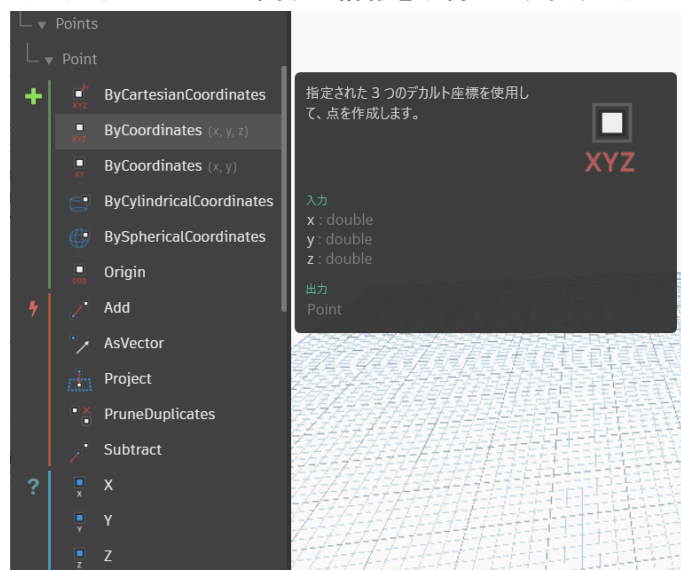 Points
Point
ByCartesianCoordinates
ByCoordinates (x, y, z)
ByCoordinates (x, y)
ByCylindricalCoordinates
BySphericalCoordinates
Origin
Add
AsVector
Project
PruneDuplicates
Subtract
X
Y
Z
指定された 3 つのデカルト座標を使用し
て、点を作成します。
XYZ
入力
x : double
y : double
z : double
出力
Point